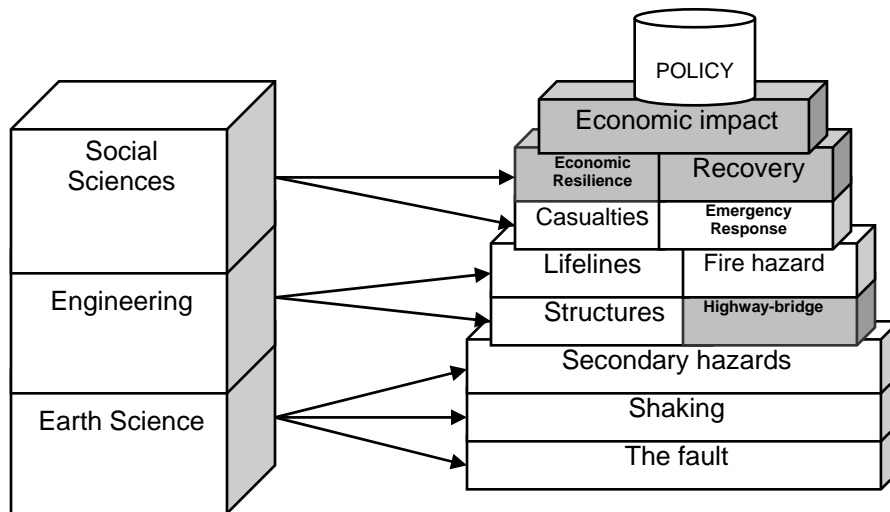 POLICY
Economic impact
Social
Sciences
Economic
Resilience
Recovery
Casualties
Emergency
Response
Engineering
Lifelines
Fire hazard
Structures
Highway-bridge
Earth Science
Secondary hazards
Shaking
The fault